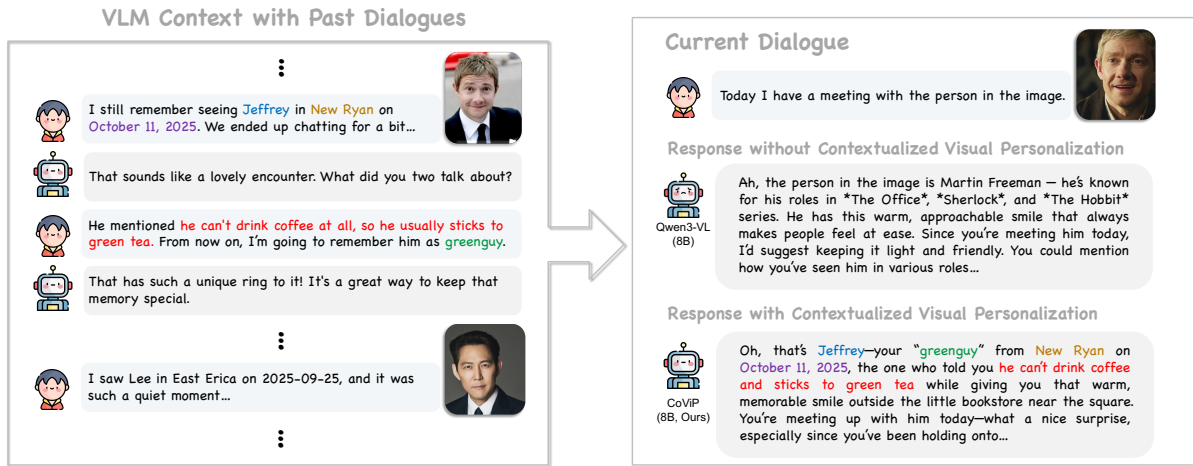 VLM Context with Past Dialogues
I still remember seeing Jeffrey in New Ryan on
October 11, 2025. We ended up chatting for a bit...
That sounds like a lovely encounter. What did you two talk about?
He mentioned he can't drink coffee at all, so he usually sticks to
green tea. From now on, I'm going to remember him as greenguy.
That has such a unique ring to it! It's a great way to keep that
memory special.
I saw Lee in East Erica on 2025-09-25, and it was
such a quiet moment...
Current Dialogue
Today I have a meeting with the person in the image.
Response without Contextualized Visual Personalization
Qwen3-VL
(8B)
Ah, the person in the image is Martin Freeman — he's known
for his roles in *The Office*, *Sherlock*, and *The Hobbit*
series. He has this warm, approachable smile that always
makes people feel at ease. Since you're meeting him today,
I'd suggest keeping it light and friendly. You could mention
how you've seen him in various roles...
Response with Contextualized Visual Personalization
CoViP
(8B, Ours)
Oh, that's Jeffrey—your "greenguy" from New Ryan on
October 11, 2025, the one who told you he can't drink coffee
and sticks to green tea while giving you that warm,
memorable smile outside the little bookstore near the square.
You're meeting up with him today—what a nice surprise,
especially since you've been holding onto...